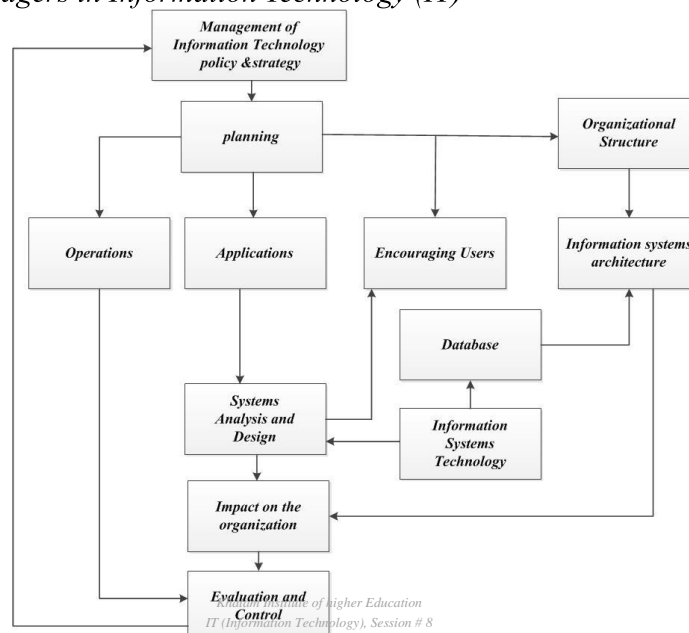 agers in Information Technology (IT)
Management of
Information Technology
policy &strategy
planning
Organizational
Structure
Operations
Applications
Encouraging Users
Information systems
architecture
Database
Systems
Analysis and
Design
Information
Systems
Technology
Impact on the
organization
Evaluation and
Control
Khatam Institute of higher Education
IT (Information Technology), Session # 8